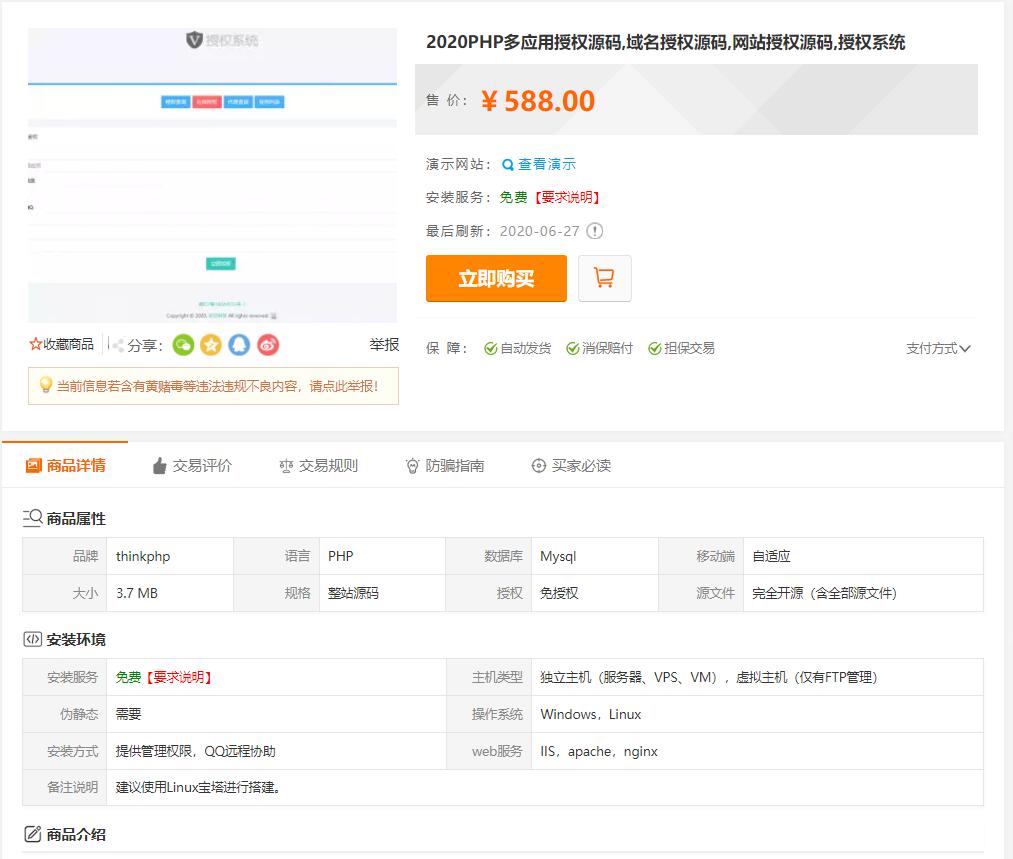 授权系统
Copyright © 2020.
All rights reserved.
收藏商品
分享：
举报
当前信息若含有黄赌毒等违法违规不良内容，请点此举报！
2020PHP多应用授权源码,域名授权源码,网站授权源码,授权系统
售 价： ￥588.00
演示网站： 查看演示
安装服务： 免费【要求说明】
最后刷新： 2020-06-27
立即购买
保 障： 自动发货 消保赔付 担保交易 支付方式
商品详情 交易评价 交易规则 防骗指南 买家必读
商品属性
品牌 thinkphp 语言 PHP 数据库 Mysql 移动端 自适应
大小 3.7 MB 规格 整站源码 授权 免授权 源文件 完全开源（含全部源文件）
安装环境
安装服务 免费【要求说明】 主机类型 独立主机（服务器、VPS、VM），虚拟主机（仅有FTP管理）
伪静态 需要 操作系统 Windows，Linux
安装方式 提供管理权限，QQ远程协助 web服务 IIS，apache，nginx
备注说明 建议使用Linux宝塔进行搭建。
商品介绍